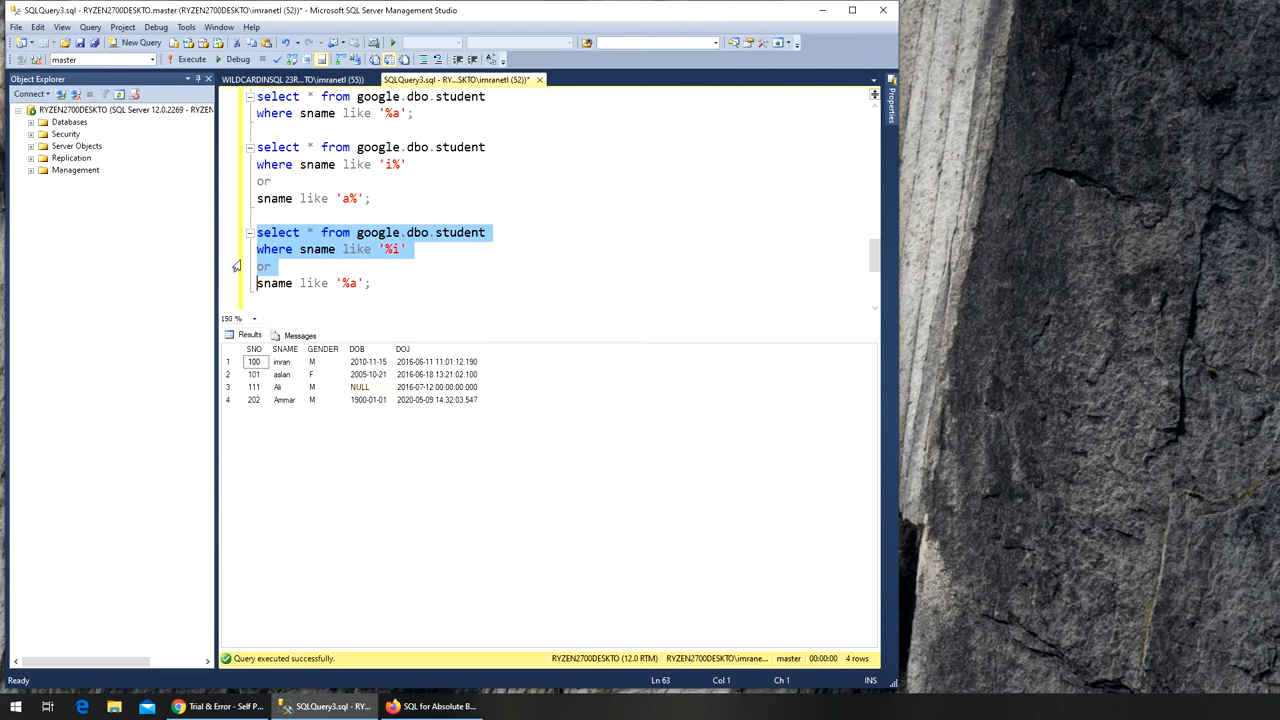 SQLQuery3.sql - RYZEN2700DESKTO.master (RYZEN2700DESKTO\imranetl (52))* - Microsoft SQL Server Management Studio
File Edit View Query Project Debug Tools Window Help
New Query
master Execute Debug
Object Explorer
WILDCARDINSQL 23R...TO\imranetl (55)) SQLQuery3.sql - RY...SKTO\imranetl (52))*
Properties
Connect
RYZEN2700DESKTO (SQL Server 12.0.2269 - RYZEN
Databases
Security
Server Objects
Replication
Management
select * from google.dbo.student
where sname like '%a';
select * from google.dbo.student
where sname like 'i%'
or
sname like 'a%';
select * from google.dbo.student
where sname like '%i'
or
sname like '%a';
150 %
Results Messages
SNO SNAME GENDER DOB DOJ
1 100 imran M 2010-11-15 2016-06-11 11:01:12.190
2 101 aslan F 2005-10-21 2016-06-18 13:21:02.100
3 111 Ali M NULL 2016-07-12 00:00:00.000
4 202 Ammar M 1900-01-01 2020-05-09 14:32:03.547
Query executed successfully. RYZEN2700DESKTO (12.0 RTM) RYZEN2700DESKTO\imrane... master 00:00:00 4 rows
Ready Ln 63 Col 1 Ch 1 INS
Trial & Error - Self P... SQLQuery3.sql - RY... SQL for Absolute B...